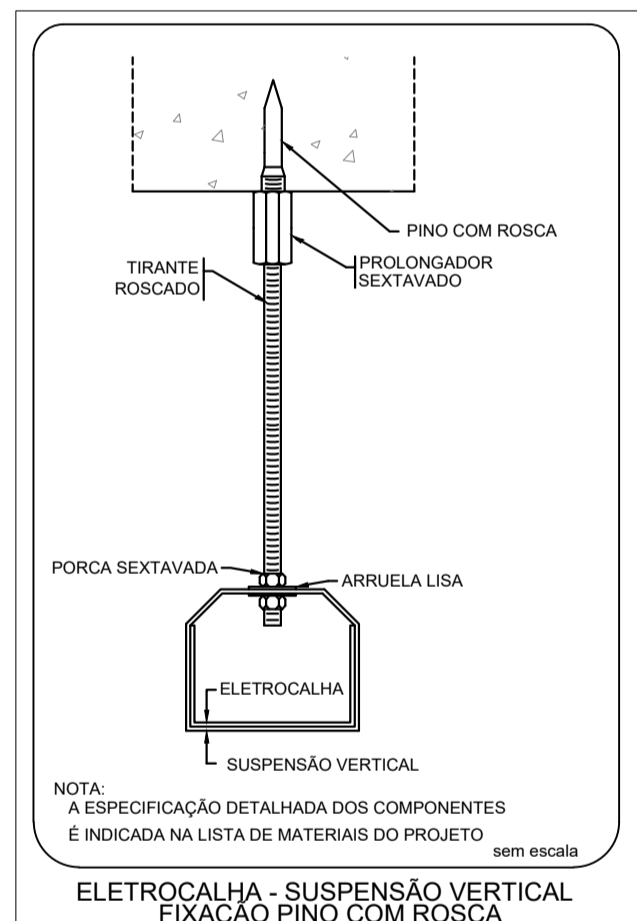 PINO COM ROSCA
PROLONGADOR
SEXTAVADO
TIRANTE
ROSCADO
PORCA SEXTAVADA
ARRUELA LISA
ELETROCALHA
SUSPENSÃO VERTICAL
NOTA:
A ESPECIFICAÇÃO DETALHADA DOS COMPONENTES
É INDICADA NA LISTA DE MATERIAIS DO PROJETO
sem escala
ELETROCALHA - SUSPENSÃO VERTICAL
FIXAÇÃO PINO COM ROSCA